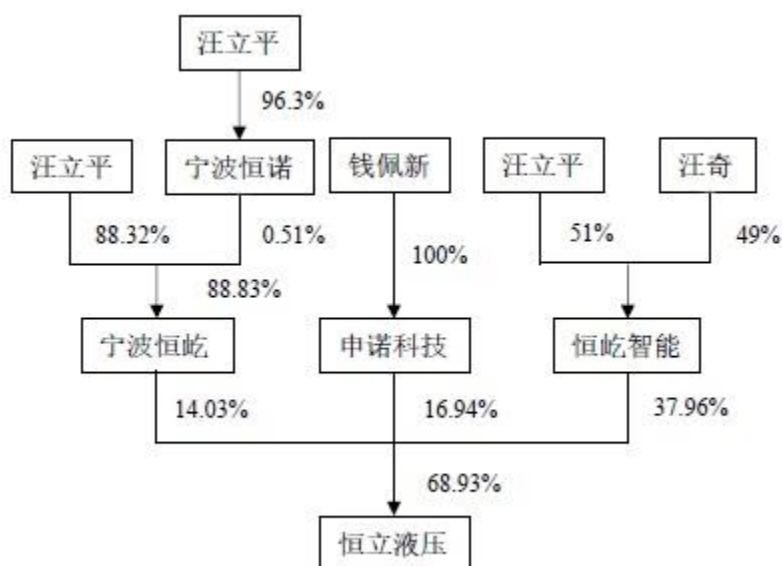 汪立平
96.3%
汪立平
宁波恒诺
钱佩新
汪立平
汪奇
88.32%
0.51%
100%
51%
49%
88.83%
宁波恒屹
申诺科技
恒屹智能
14.03%
16.94%
37.96%
68.93%
恒立液压